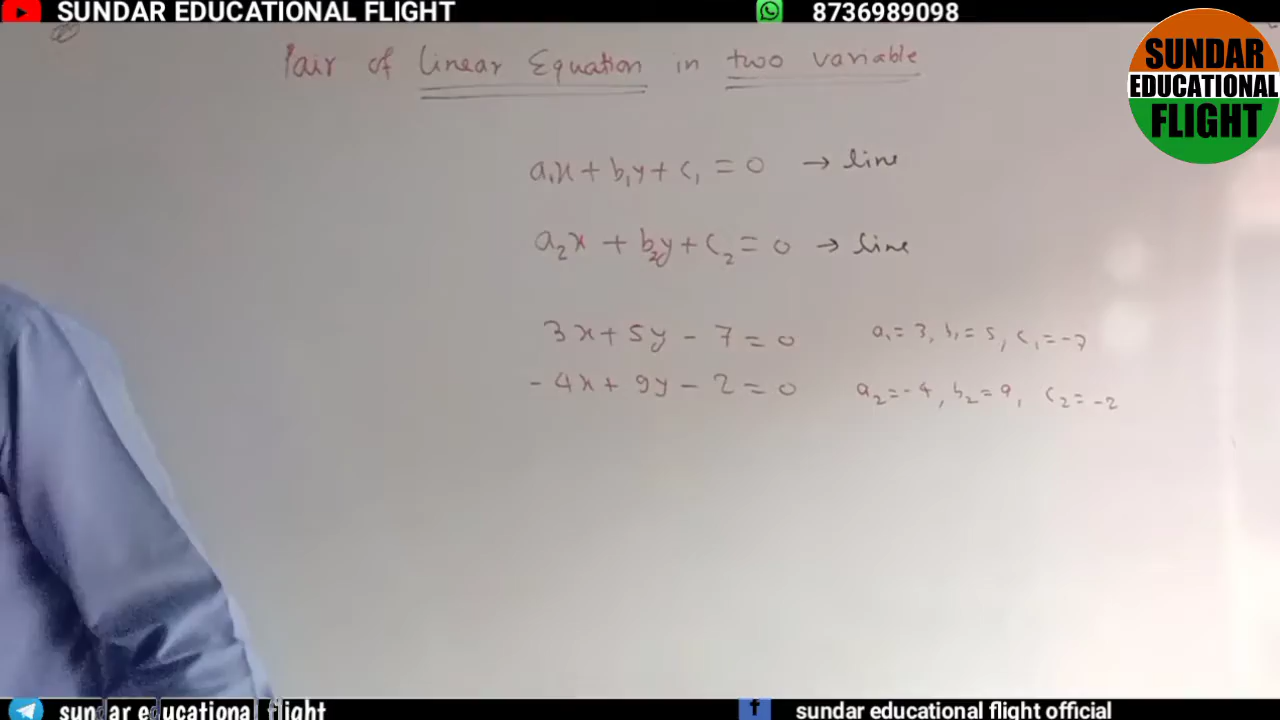 SUNDAR EDUCATIONAL FLIGHT 8736989098
SUNDAR
EDUCATIONAL
FLIGHT
Pair of linear Equation in two variable
a₁x + b₁y + c₁ = 0 → line
a₂x + b₂y + c₂ = 0 → line
3x + 5y - 7 = 0 a₁ = 3, b₁ = 5, c₁ = -7
- 4x + 9y - 2 = 0 a₂ = -4, b₂ = 9, c₂ = -2
sundar educational flight sundar educational flight official